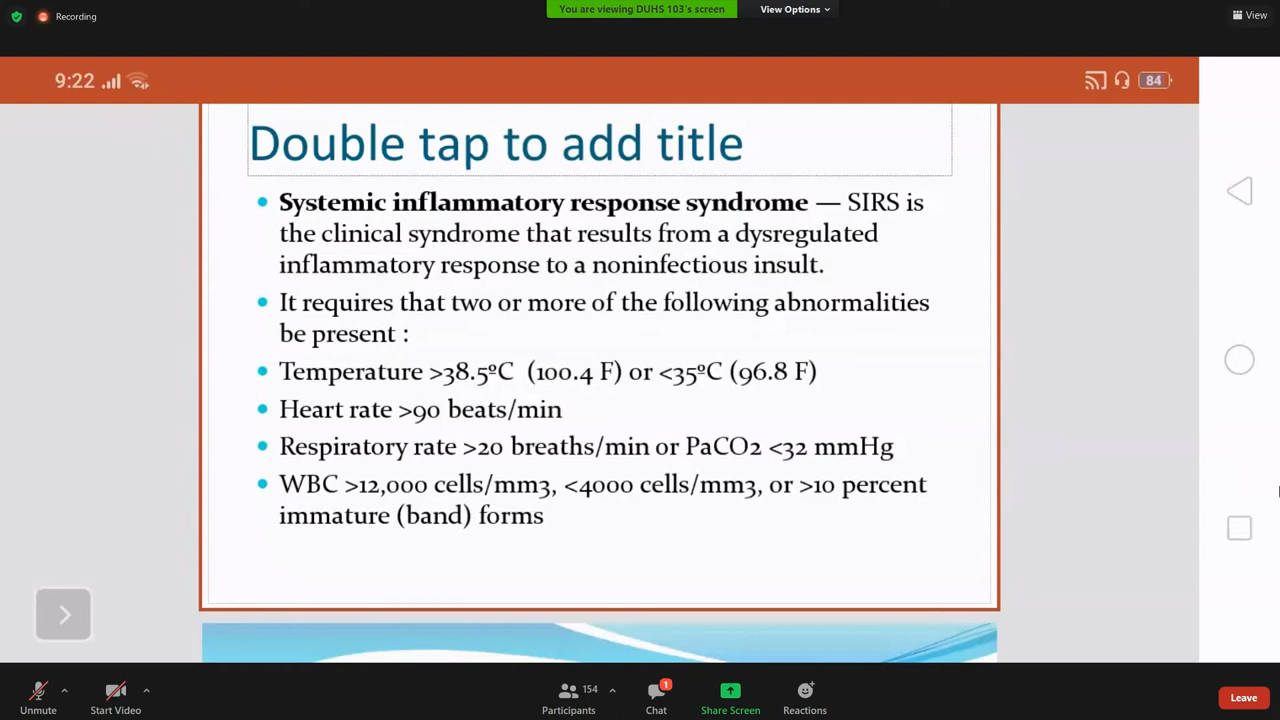 Recording
You are viewing DUHS 103's screen
View Options
View
9:22
84
Double tap to add title
Systemic inflammatory response syndrome — SIRS is
the clinical syndrome that results from a dysregulated
inflammatory response to a noninfectious insult.
It requires that two or more of the following abnormalities
be present :
Temperature >38.5ºC (100.4 F) or <35ºC (96.8 F)
Heart rate >90 beats/min
Respiratory rate >20 breaths/min or PaCO2 <32 mmHg
WBC >12,000 cells/mm3, <4000 cells/mm3, or >10 percent
immature (band) forms
Unmute
Start Video
154
Participants
1
Chat
Share Screen
Reactions
Leave